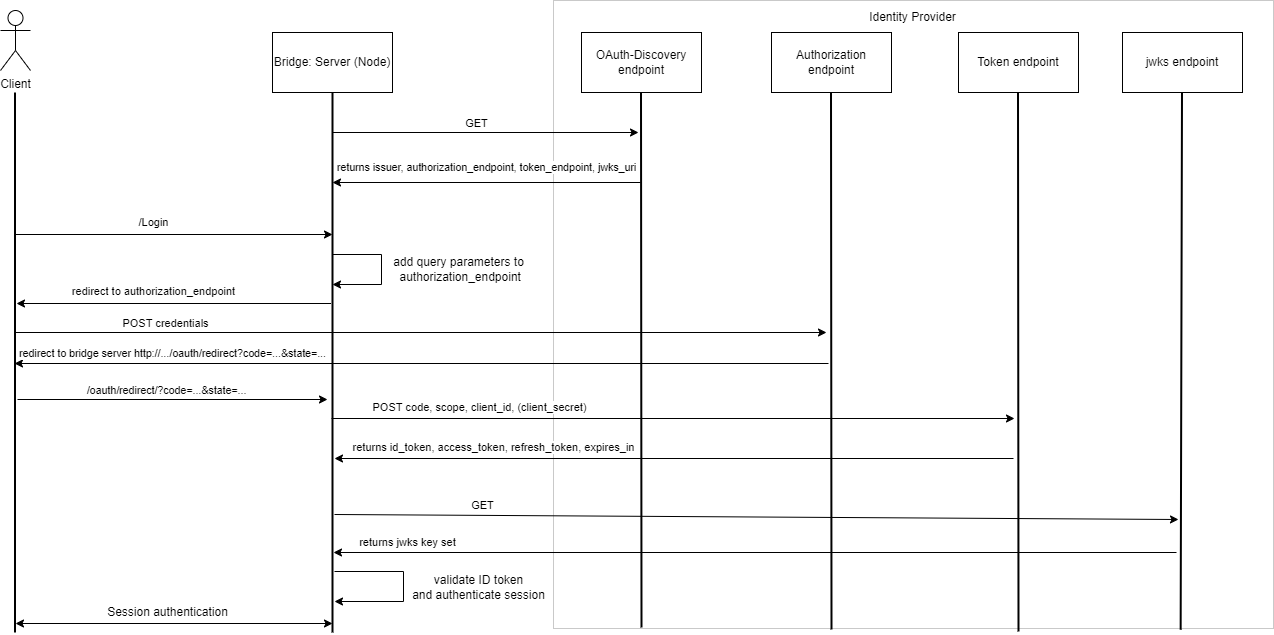 Identity Provider
Client
Bridge: Server (Node)
OAuth-Discovery
endpoint
Authorization
endpoint
Token endpoint
jwks endpoint
GET
returns issuer, authorization_endpoint, token_endpoint, jwks_uri
/Login
add query parameters to
authorization_endpoint
redirect to authorization_endpoint
POST credentials
redirect to bridge server http://.../oauth/redirect?code=...&state=...
/oauth/redirect/?code=...&state=...
POST code, scope, client_id, (client_secret)
returns id_token, access_token, refresh_token, expires_in
GET
returns jwks key set
validate ID token
and authenticate session
Session authentication